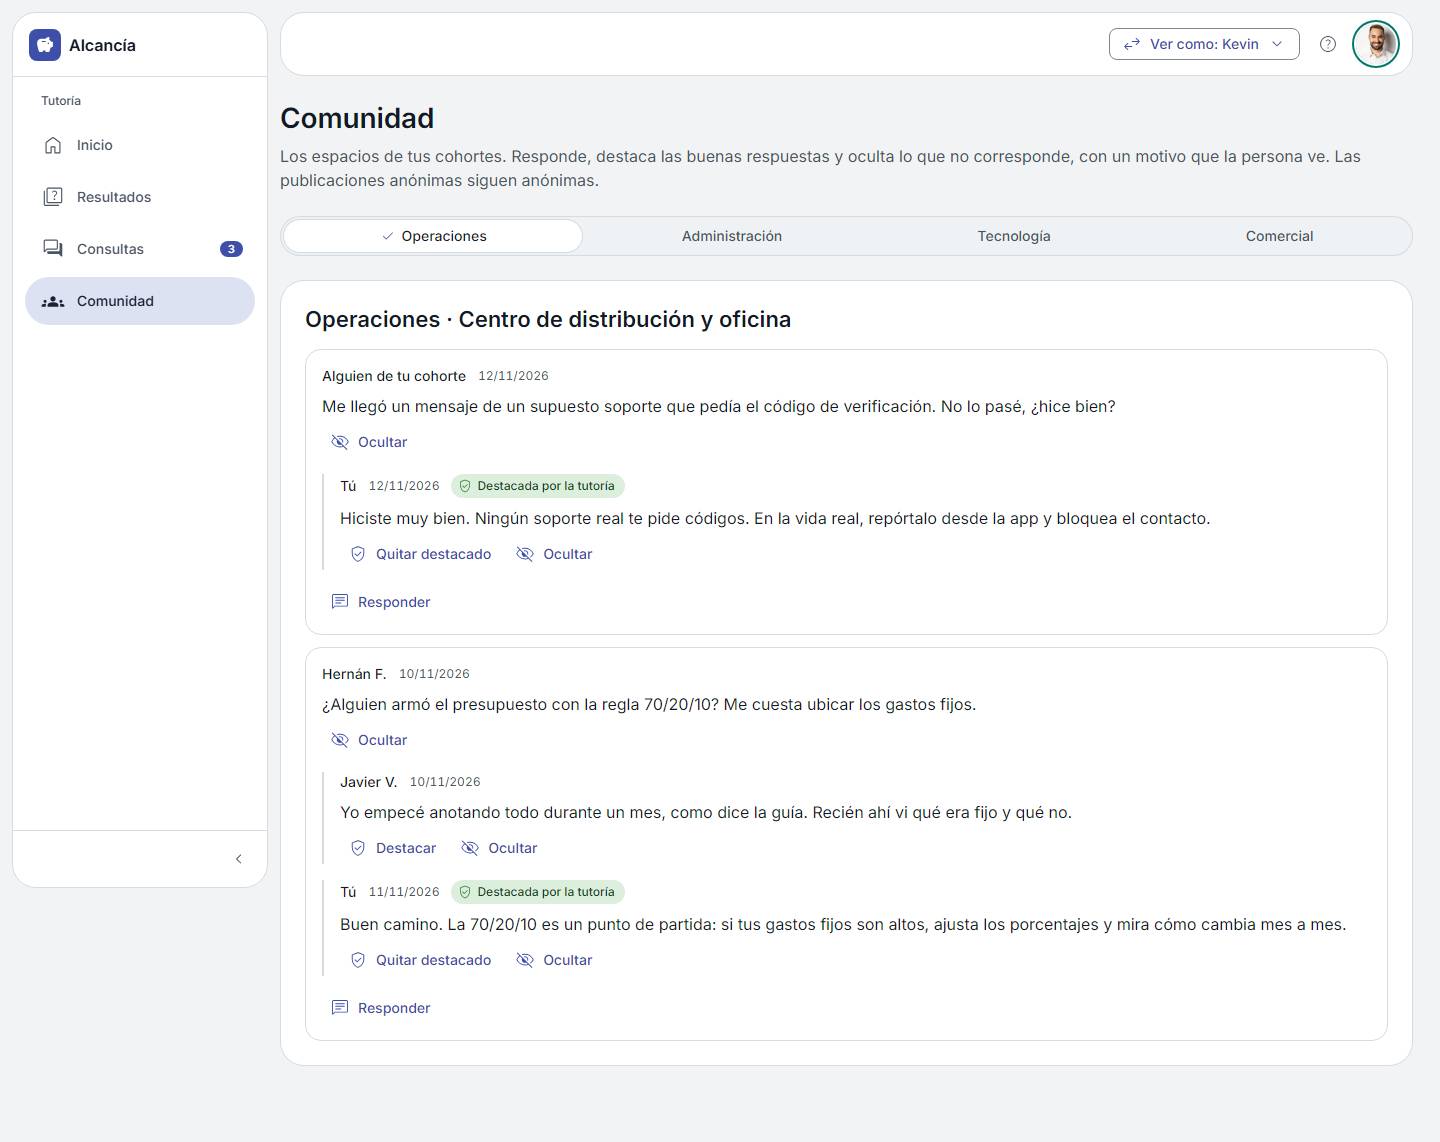 Alcancía
Ver como: Kevin
Tutoría
Inicio
Resultados
Consultas 3
Comunidad
Comunidad
Los espacios de tus cohortes. Responde, destaca las buenas respuestas y oculta lo que no corresponde, con un motivo que la persona ve. Las
publicaciones anónimas siguen anónimas.
Operaciones Administración Tecnología Comercial
Operaciones · Centro de distribución y oficina
Alguien de tu cohorte 12/11/2026
Me llegó un mensaje de un supuesto soporte que pedía el código de verificación. No lo pasé, ¿hice bien?
Ocultar
Tú 12/11/2026 Destacada por la tutoría
Hiciste muy bien. Ningún soporte real te pide códigos. En la vida real, repórtalo desde la app y bloquea el contacto.
Quitar destacado Ocultar
Responder
Hernán F. 10/11/2026
¿Alguien armó el presupuesto con la regla 70/20/10? Me cuesta ubicar los gastos fijos.
Ocultar
Javier V. 10/11/2026
Yo empecé anotando todo durante un mes, como dice la guía. Recién ahí vi qué era fijo y qué no.
Destacar Ocultar
Tú 11/11/2026 Destacada por la tutoría
Buen camino. La 70/20/10 es un punto de partida: si tus gastos fijos son altos, ajusta los porcentajes y mira cómo cambia mes a mes.
Quitar destacado Ocultar
Responder